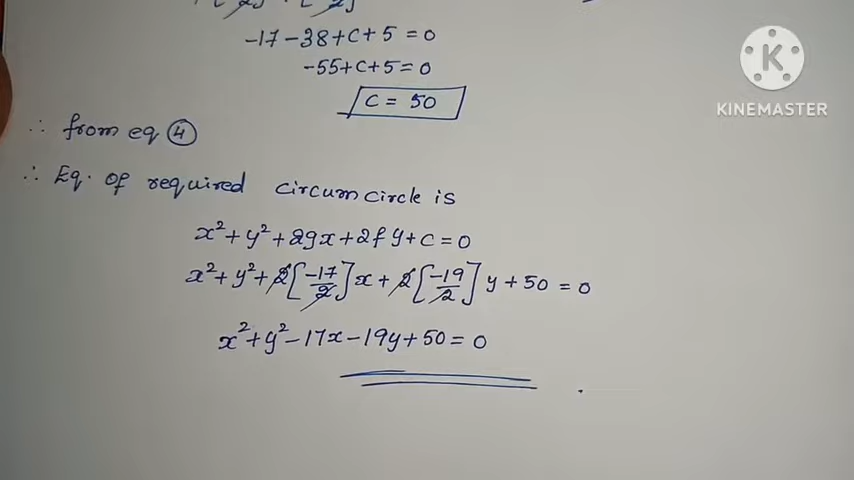 -17-38+c+5=0
-55+c+5=0
c = 50
∴ from eq ④
∴ Eq. of required circumcircle is
x²+y²+2gx+2fy+c=0
x²+y²+2[-17/2]x+2[-19/2]y+50=0
x²+y²-17x-19y+50=0
K
KINEMASTER